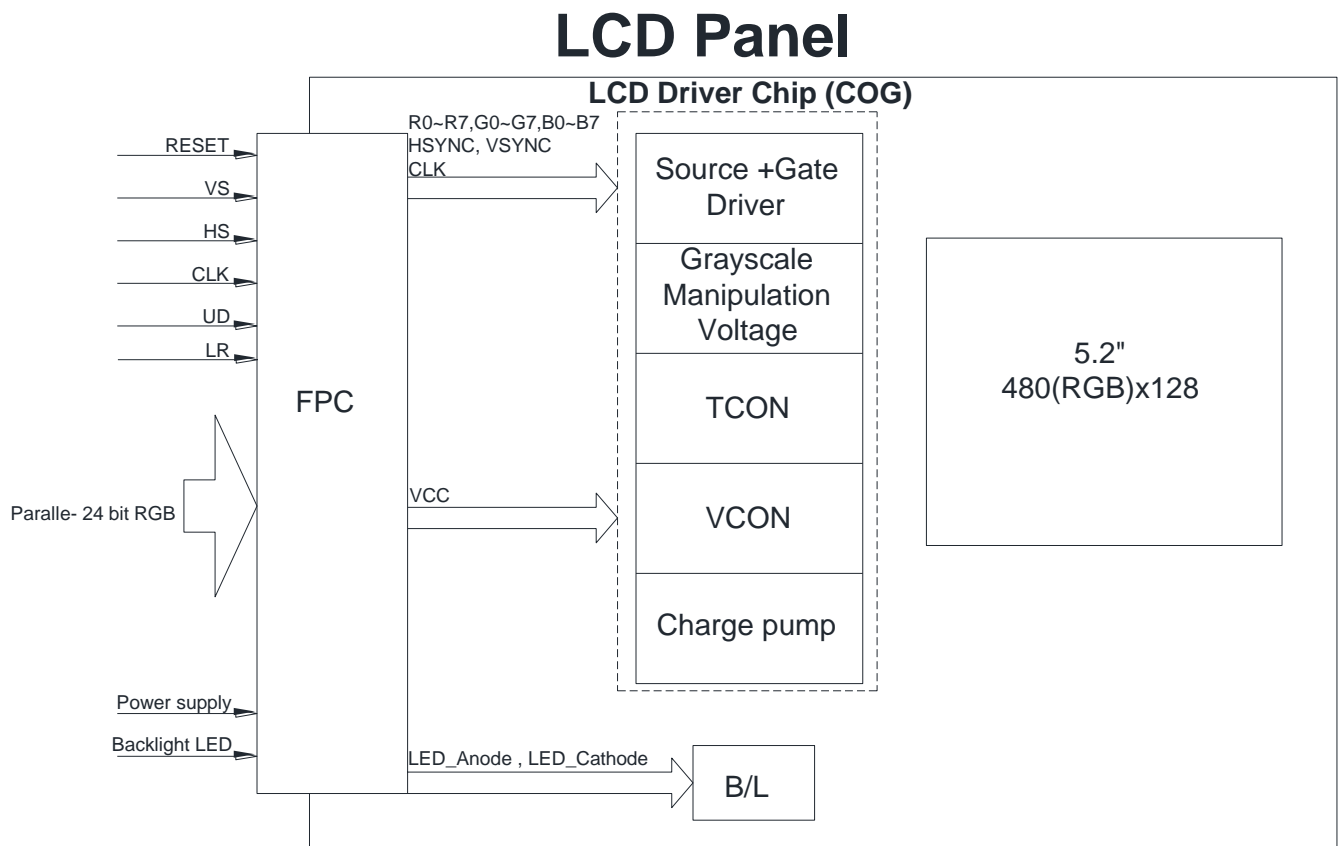 LCD Panel
LCD Driver Chip (COG)
RESET
VS
HS
CLK
UD
LR
Paralle- 24 bit RGB
Power supply
Backlight LED
FPC
R0~R7,G0~G7,B0~B7
HSYNC, VSYNC
CLK
VCC
LED_Anode , LED_Cathode
Source +Gate
Driver
Grayscale
Manipulation
Voltage
TCON
VCON
Charge pump
B/L
5.2"
480(RGB)x128